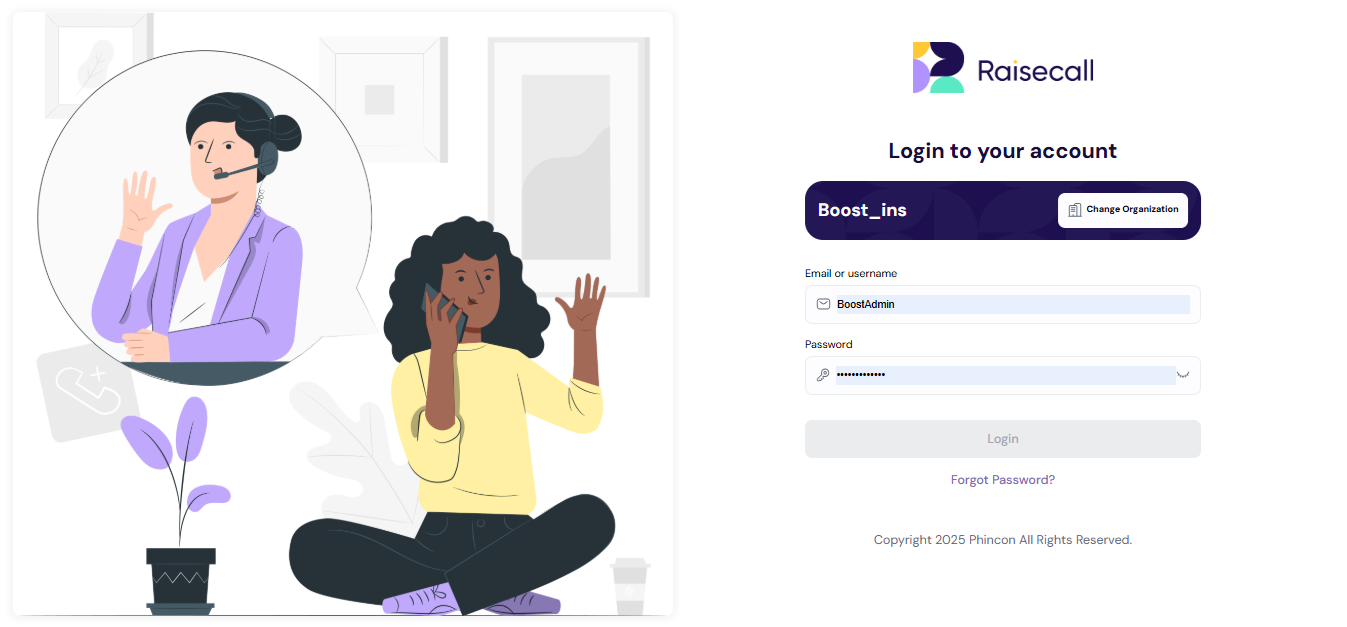 Raisecall
Login to your account
Boost_ins
Change Organization
Email or username
BoostAdmin
Password
•••••••••••••
Login
Forgot Password?
Copyright 2025 Phincon All Rights Reserved.